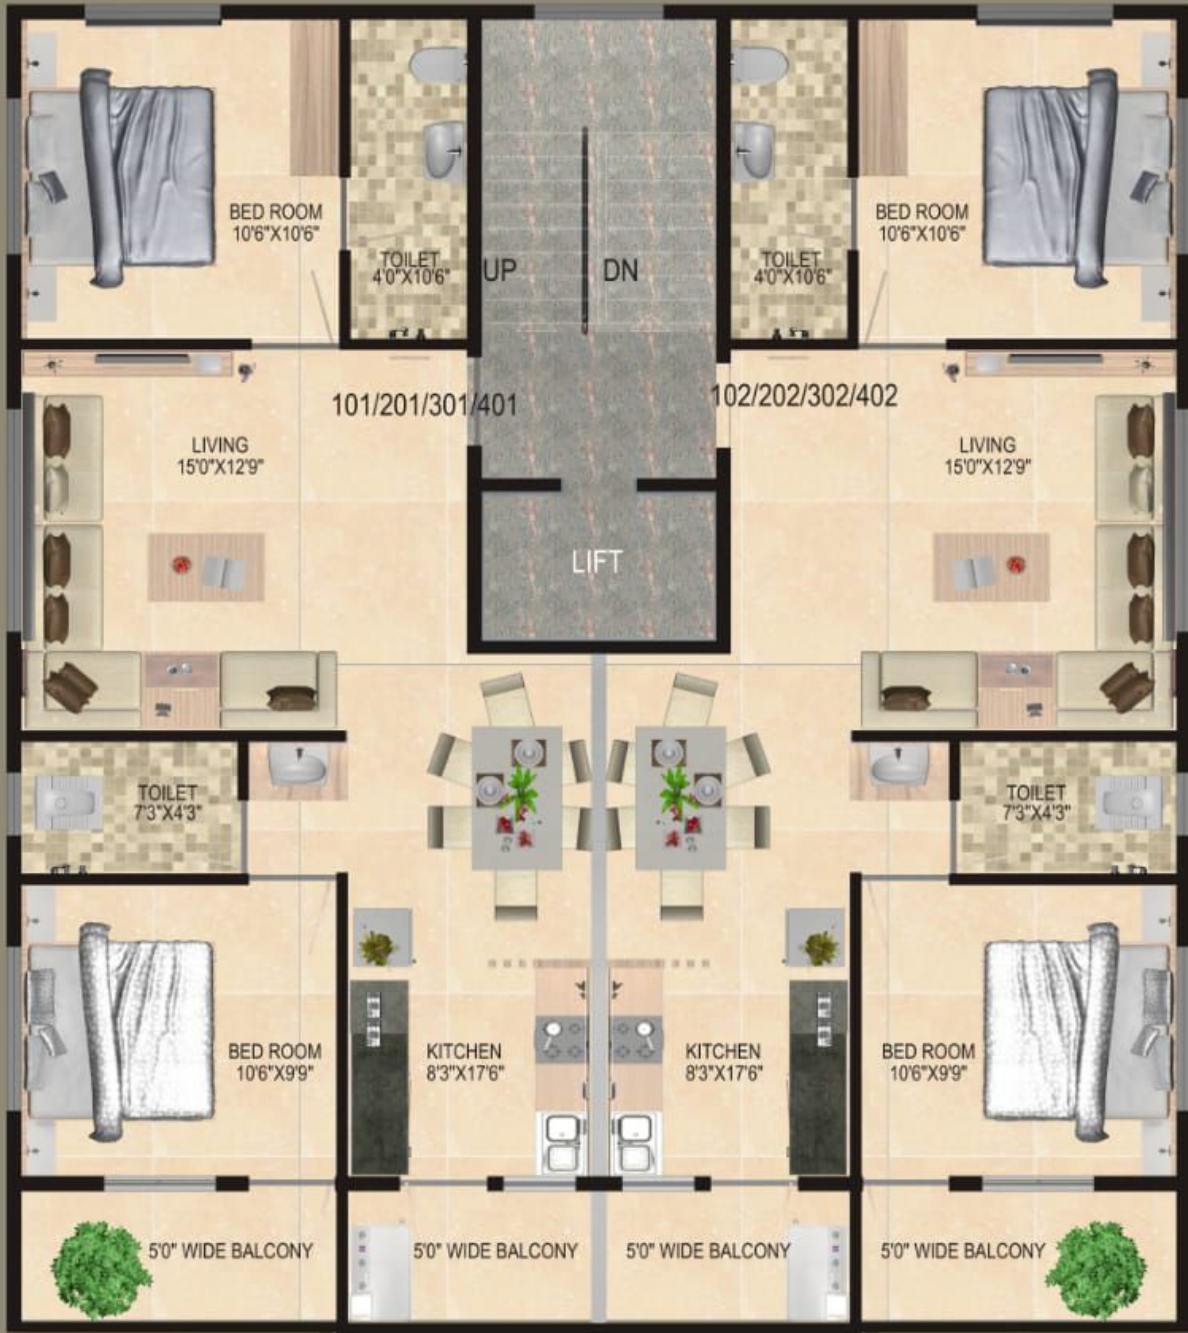 BED ROOM
10'6"X10'6"
TOILET
4'0"X10'6"
UP
DN
TOILET
4'0"X10'6"
BED ROOM
10'6"X10'6"
101/201/301/401
102/202/302/402
LIVING
15'0"X12'9"
LIVING
15'0"X12'9"
LIFT
TOILET
7'3"X4'3"
TOILET
7'3"X4'3"
BED ROOM
10'6"X9'9"
KITCHEN
8'3"X17'6"
KITCHEN
8'3"X17'6"
BED ROOM
10'6"X9'9"
5'0" WIDE BALCONY
5'0" WIDE BALCONY
5'0" WIDE BALCONY
5'0" WIDE BALCONY